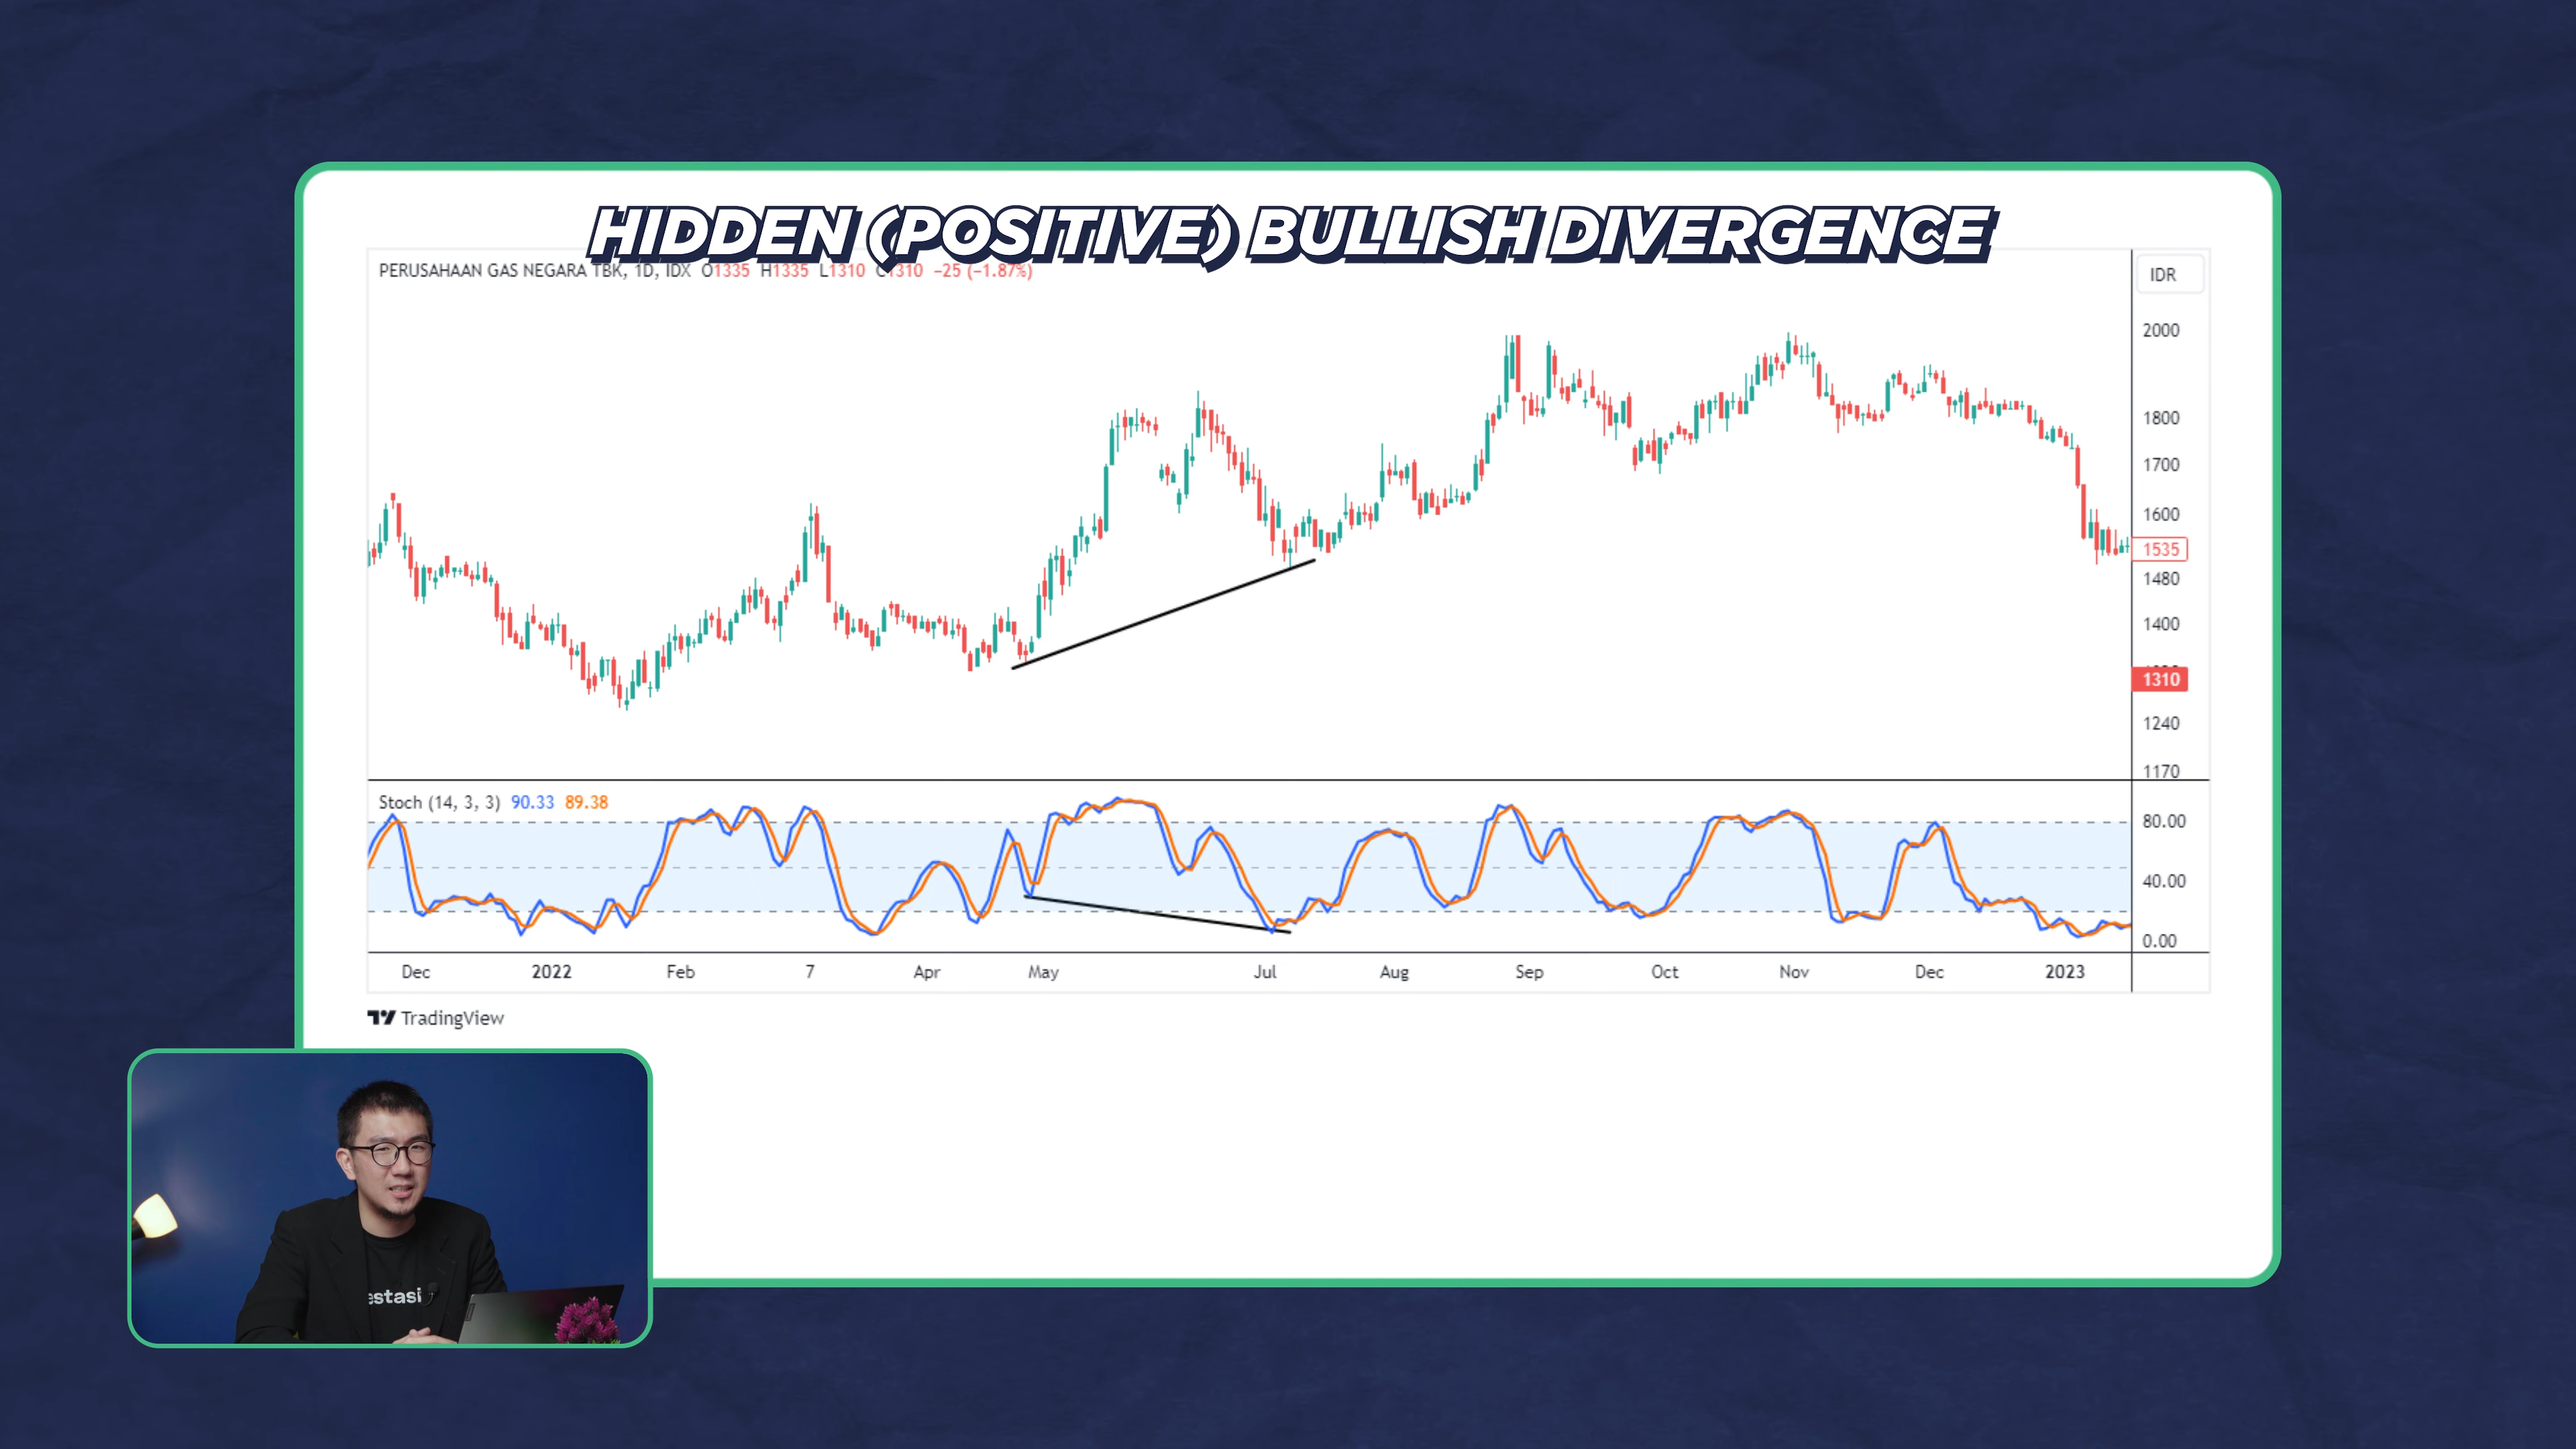 HIDDEN (POSITIVE) BULLISH DIVERGENCE
PERUSAHAAN GAS NEGARA TBK, 1D, IDX O1335 H1335 L1310 C1310 −25 (−1.87%)
IDR
2000
1800
1700
1600
1535
1480
1400
1310
1240
1170
Stoch (14, 3, 3) 90.33 89.38
80.00
40.00
0.00
Dec 2022 Feb 7 Apr May Jul Aug Sep Oct Nov Dec 2023
TradingView
estasi